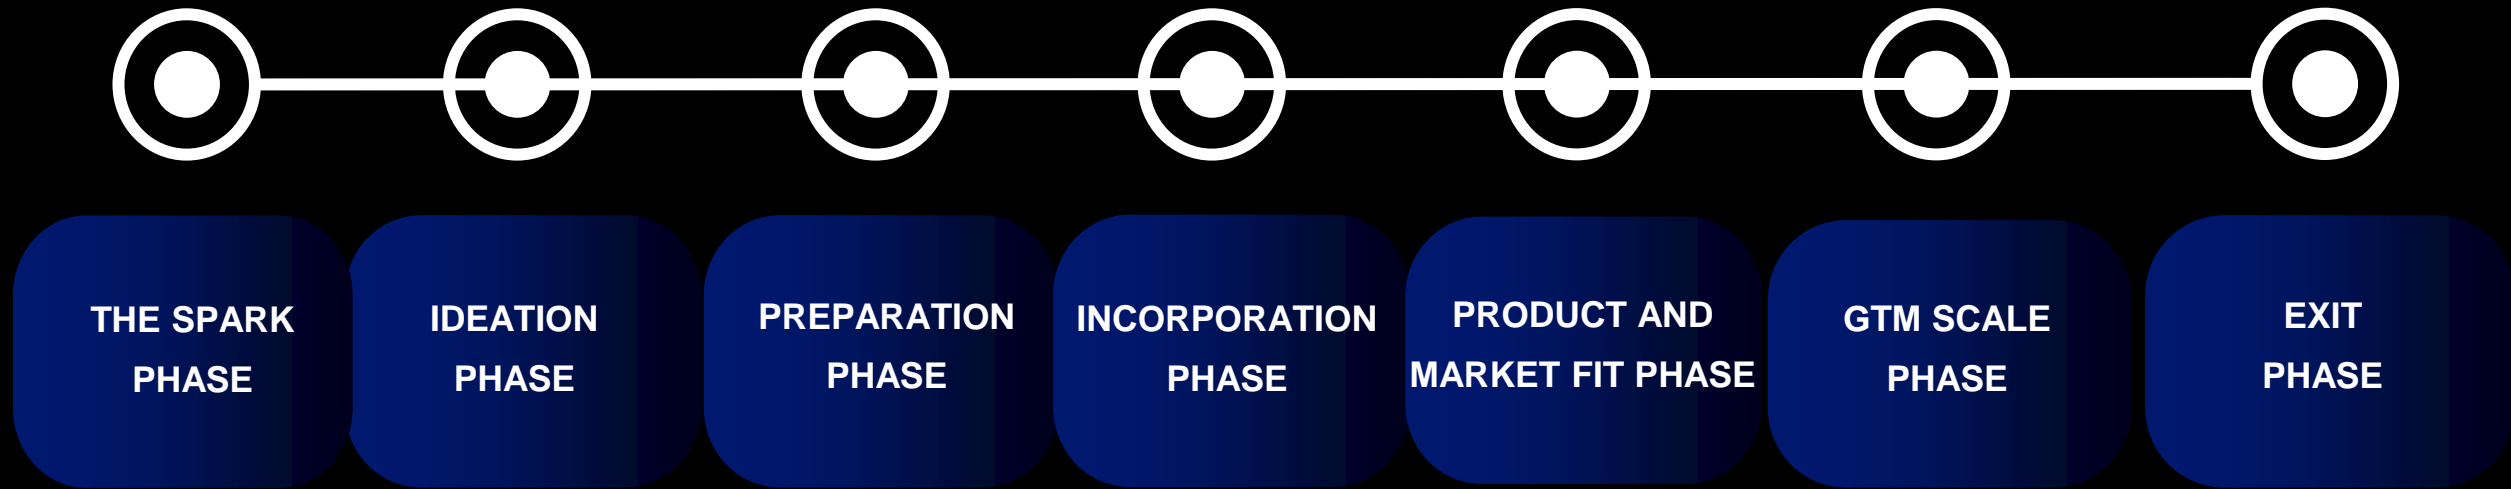 THE SPARK
PHASE
IDEATION
PHASE
PREPARATION
PHASE
INCORPORATION
PHASE
PRODUCT AND
MARKET FIT PHASE
GTM SCALE
PHASE
EXIT
PHASE